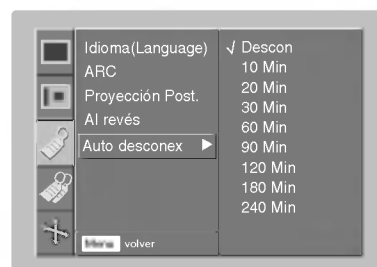 Idioma(Language)
ARC
Proyección Post.
Al revés
Auto desconex ▶
Menu volver
√ Descon
10 Min
20 Min
30 Min
60 Min
90 Min
120 Min
180 Min
240 Min